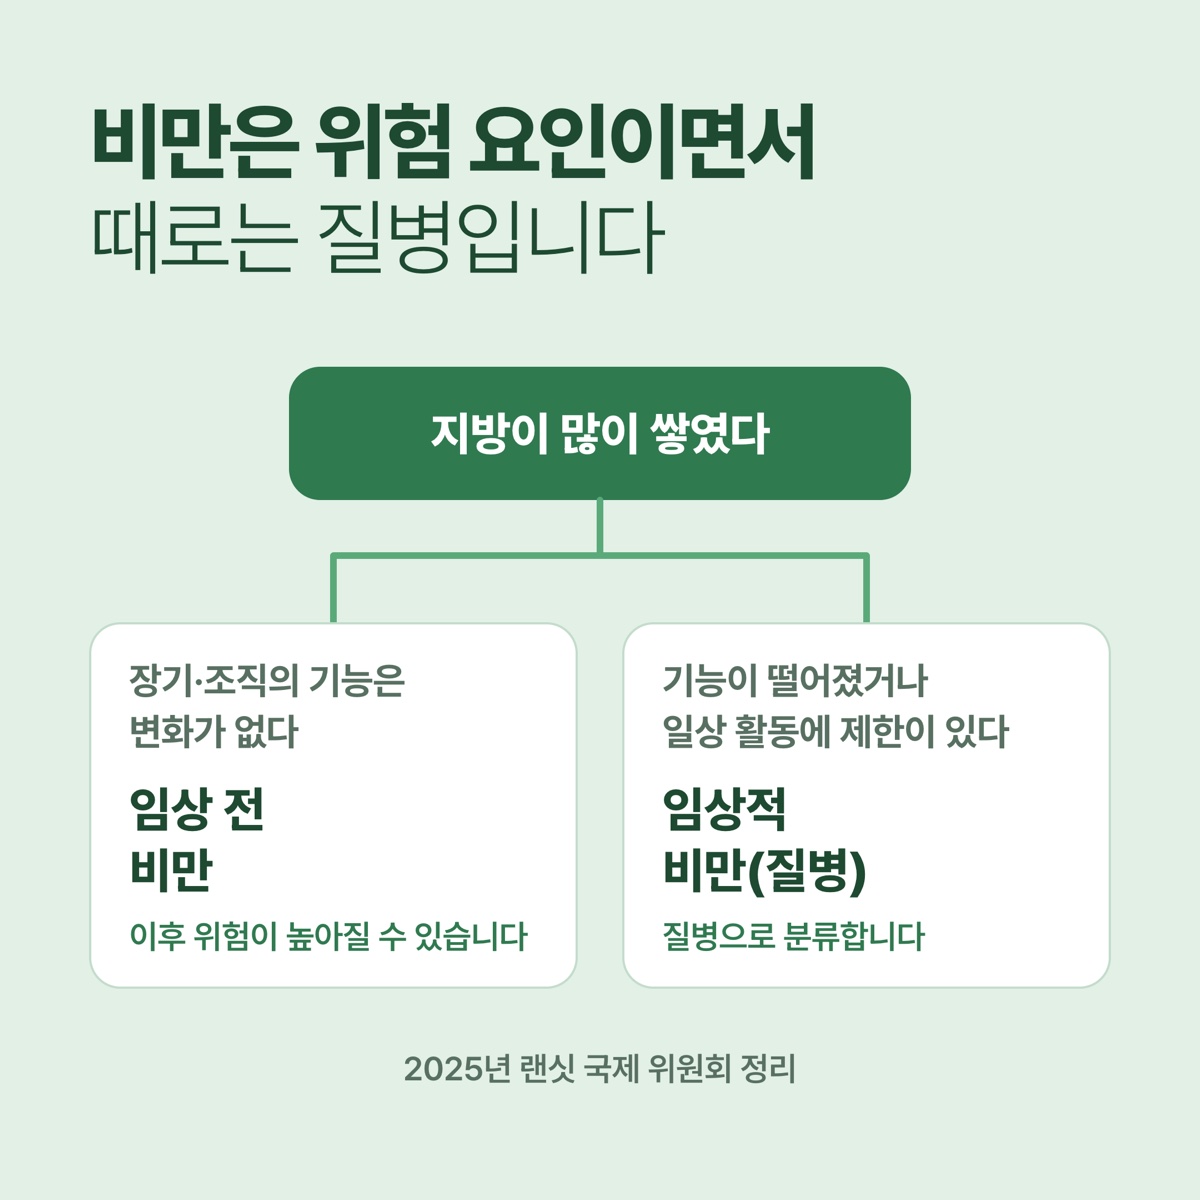 비만은 위험 요인이면서
때로는 질병입니다
지방이 많이 쌓였다
장기·조직의 기능은
변화가 없다
임상 전
비만
이후 위험이 높아질 수 있습니다
기능이 떨어졌거나
일상 활동에 제한이 있다
임상적
비만(질병)
질병으로 분류합니다
2025년 랜싯 국제 위원회 정리